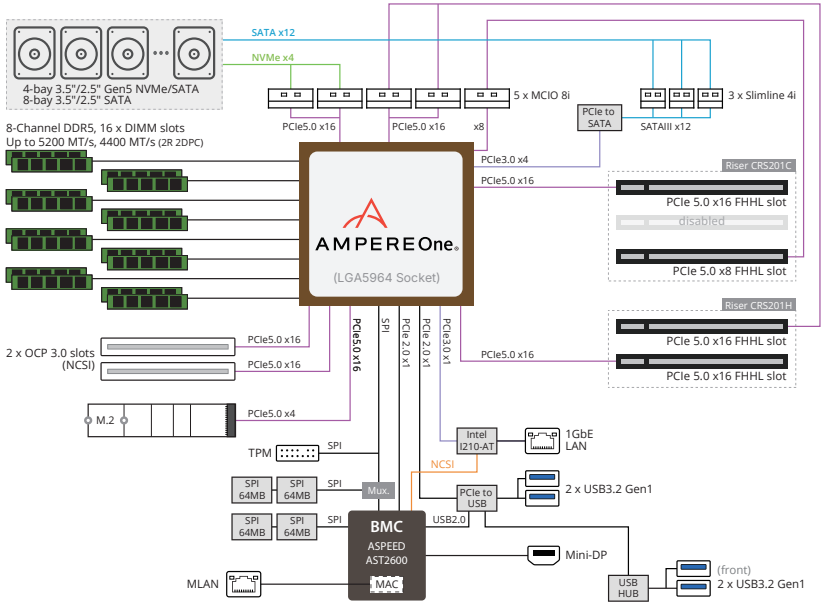 SATA x12
NVMe x4
4-bay 3.5"/2.5" Gen5 NVMe/SATA
8-bay 3.5"/2.5" SATA
5 x MCIO 8i
3 x Slimline 4i
PCIe to
SATA
PCIe5.0 x16
PCIe5.0 x16
x8
SATAIII x12
8-Channel DDR5, 16 x DIMM slots
Up to 5200 MT/s, 4400 MT/s (2R 2DPC)
PCIe3.0 x4
PCIe5.0 x16
Riser CRS201C
PCIe 5.0 x16 FHHL slot
disabled
PCIe 5.0 x8 FHHL slot
AMPEREOne®
(LGA5964 Socket)
Riser CRS201H
PCIe 5.0 x16 FHHL slot
PCIe5.0 x16
PCIe 5.0 x16 FHHL slot
PCIe5.0 x16
SPI
PCIe 2.0 x1
PCIe 2.0 x1
PCIe3.0 x1
2 x OCP 3.0 slots
(NCSI)
PCIe5.0 x16
PCIe5.0 x16
M.2
PCIe5.0 x4
TPM
SPI
Intel
I210-AT
1GbE
LAN
NCSI
SPI
64MB
SPI
64MB
SPI
Mux.
PCIe to
USB
2 x USB3.2 Gen1
SPI
64MB
SPI
64MB
SPI
USB2.0
BMC
ASPEED
AST2600
MAC
Mini-DP
MLAN
USB
HUB
(front)
2 x USB3.2 Gen1